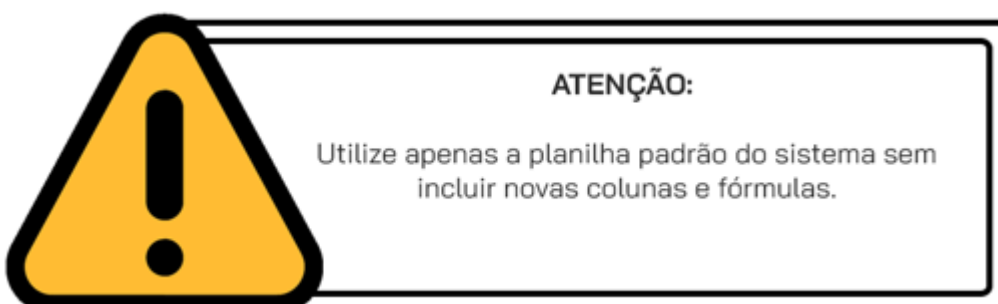 ATENÇÃO:
Utilize apenas a planilha padrão do sistema sem
incluir novas colunas e fórmulas.